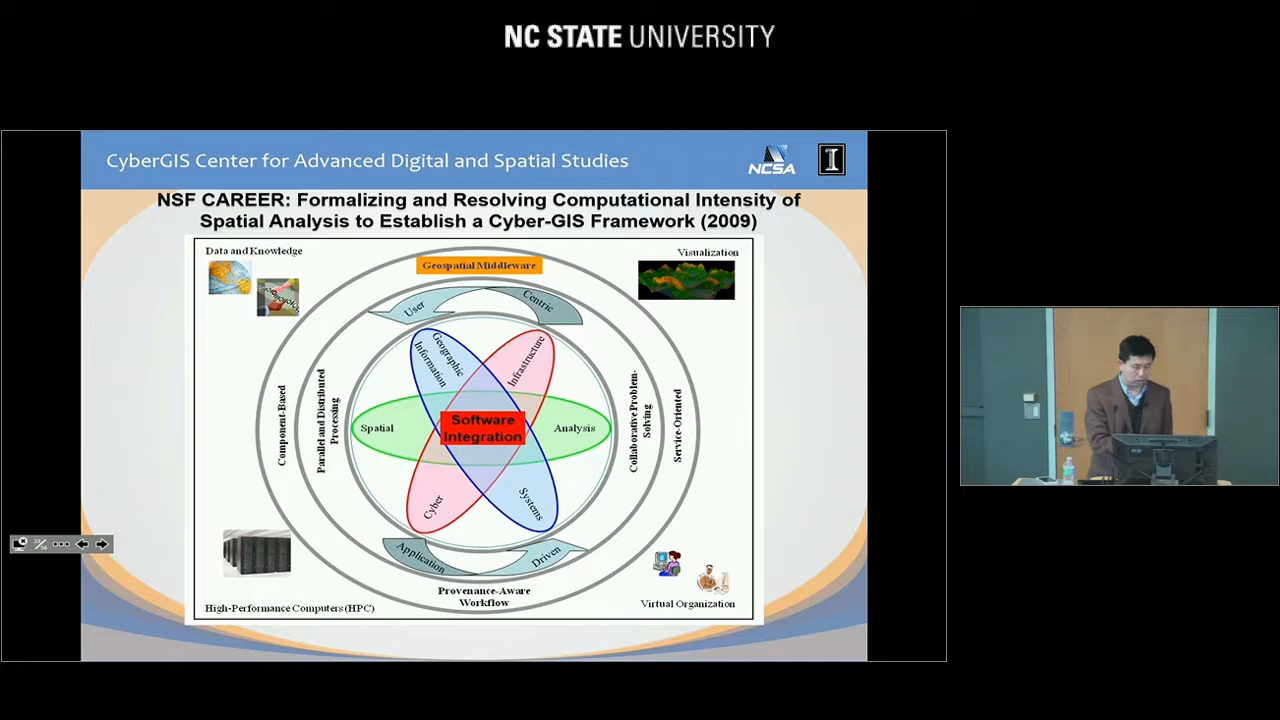 NC STATE UNIVERSITY
CyberGIS Center for Advanced Digital and Spatial Studies
NCSA
I
NSF CAREER: Formalizing and Resolving Computational Intensity of
Spatial Analysis to Establish a Cyber-GIS Framework (2009)
Data and Knowledge
Visualization
Geospatial Middleware
User
Centric
Geographic
Information
Infrastructure
Component-Based
Parallel and Distributed
Processing
Spatial
Software
Integration
Analysis
Collaborative Problem-
Solving
Service-Oriented
Cyber
Systems
Application
Driven
Provenance-Aware
Workflow
High-Performance Computers (HPC)
Virtual Organization